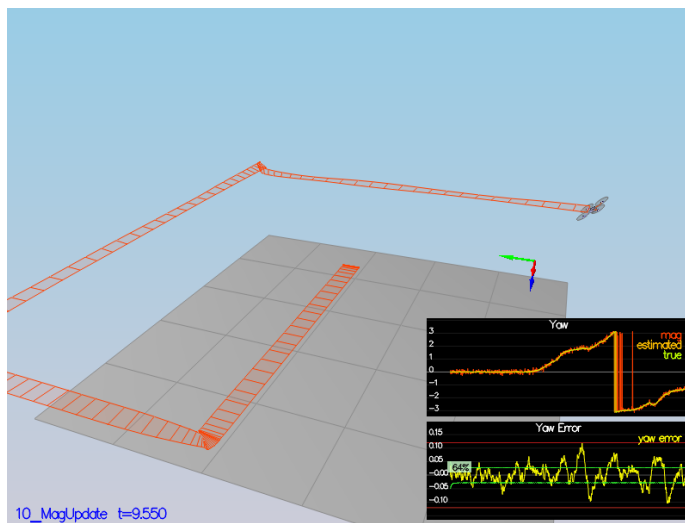 Yaw
3
mag
2
estimated
1
true
0
-1
-2
-3
Yaw Error
0.15
yaw error
0.10
0.05
64%
-0.00
-0.05
-0.10
10_MagUpdate t=9.550